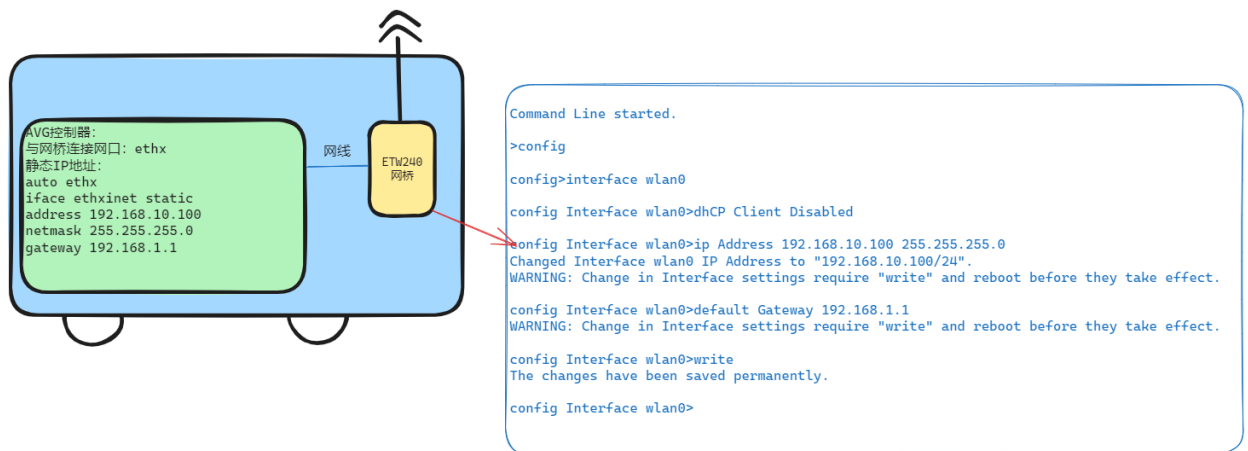 AVG控制器：
与网桥连接网口：ethx
静态IP地址：
auto ethx
iface ethxinet static
address 192.168.10.100
netmask 255.255.255.0
gateway 192.168.1.1
网线
ETW240
网桥
Command Line started.
>config
config>interface wlan0
config Interface wlan0>dhCP Client Disabled
config Interface wlan0>ip Address 192.168.10.100 255.255.255.0
Changed Interface wlan0 IP Address to "192.168.10.100/24".
WARNING: Change in Interface settings require "write" and reboot before they take effect.
config Interface wlan0>default Gateway 192.168.1.1
WARNING: Change in Interface settings require "write" and reboot before they take effect.
config Interface wlan0>write
The changes have been saved permanently.
config Interface wlan0>